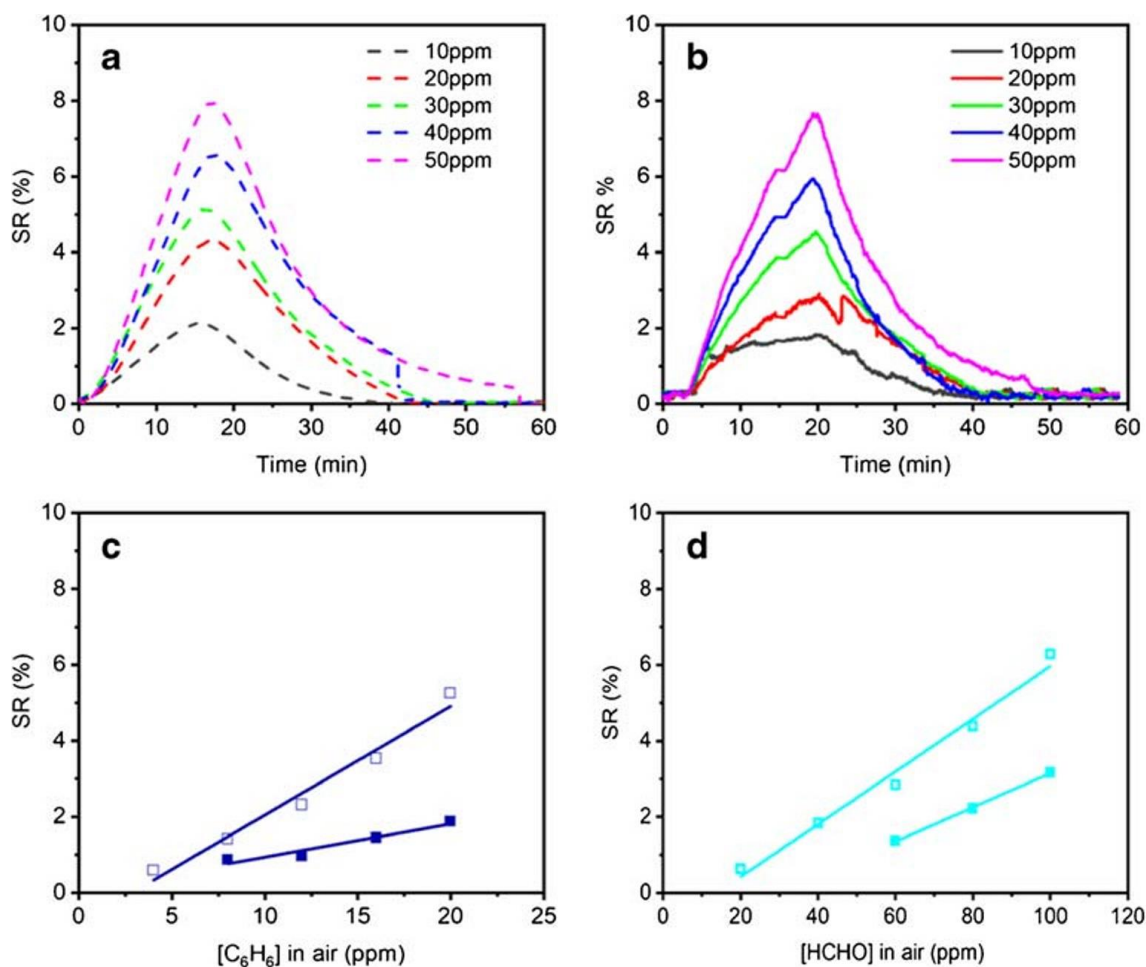 a
10ppm
20ppm
30ppm
40ppm
50ppm
SR (%)
10
8
6
4
2
0
0 10 20 30 40 50 60
Time (min)
b
10ppm
20ppm
30ppm
40ppm
50ppm
SR %
10
8
6
4
2
0
0 10 20 30 40 50 60
Time (min)
c
SR (%)
10
8
6
4
2
0
0 5 10 15 20 25
[C₆H₆] in air (ppm)
d
SR (%)
10
8
6
4
2
0
0 20 40 60 80 100 120
[HCHO] in air (ppm)